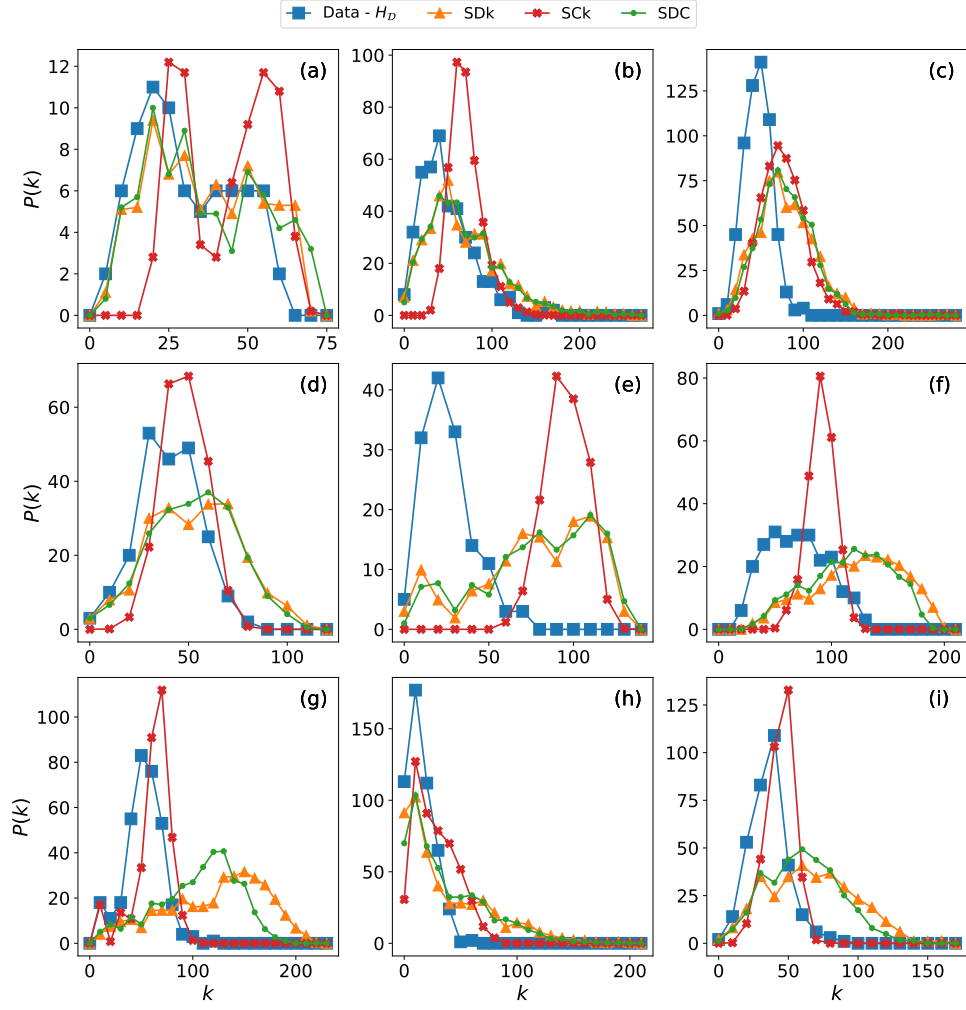 Data - H_D SDk SCk SDC
(a) (b) (c)
12 10 8 6 4 2 0
P(k)
0 25 50 75
100 80 60 40 20 0
0 100 200
125 100 75 50 25 0
0 100 200
(d) (e) (f)
60 40 20 0
P(k)
0 50 100
40 30 20 10 0
0 50 100
80 60 40 20 0
0 100 200
(g) (h) (i)
100 80 60 40 20 0
P(k)
0 100 200
k
150 100 50 0
0 100 200
k
125 100 75 50 25 0
0 50 100 150
k